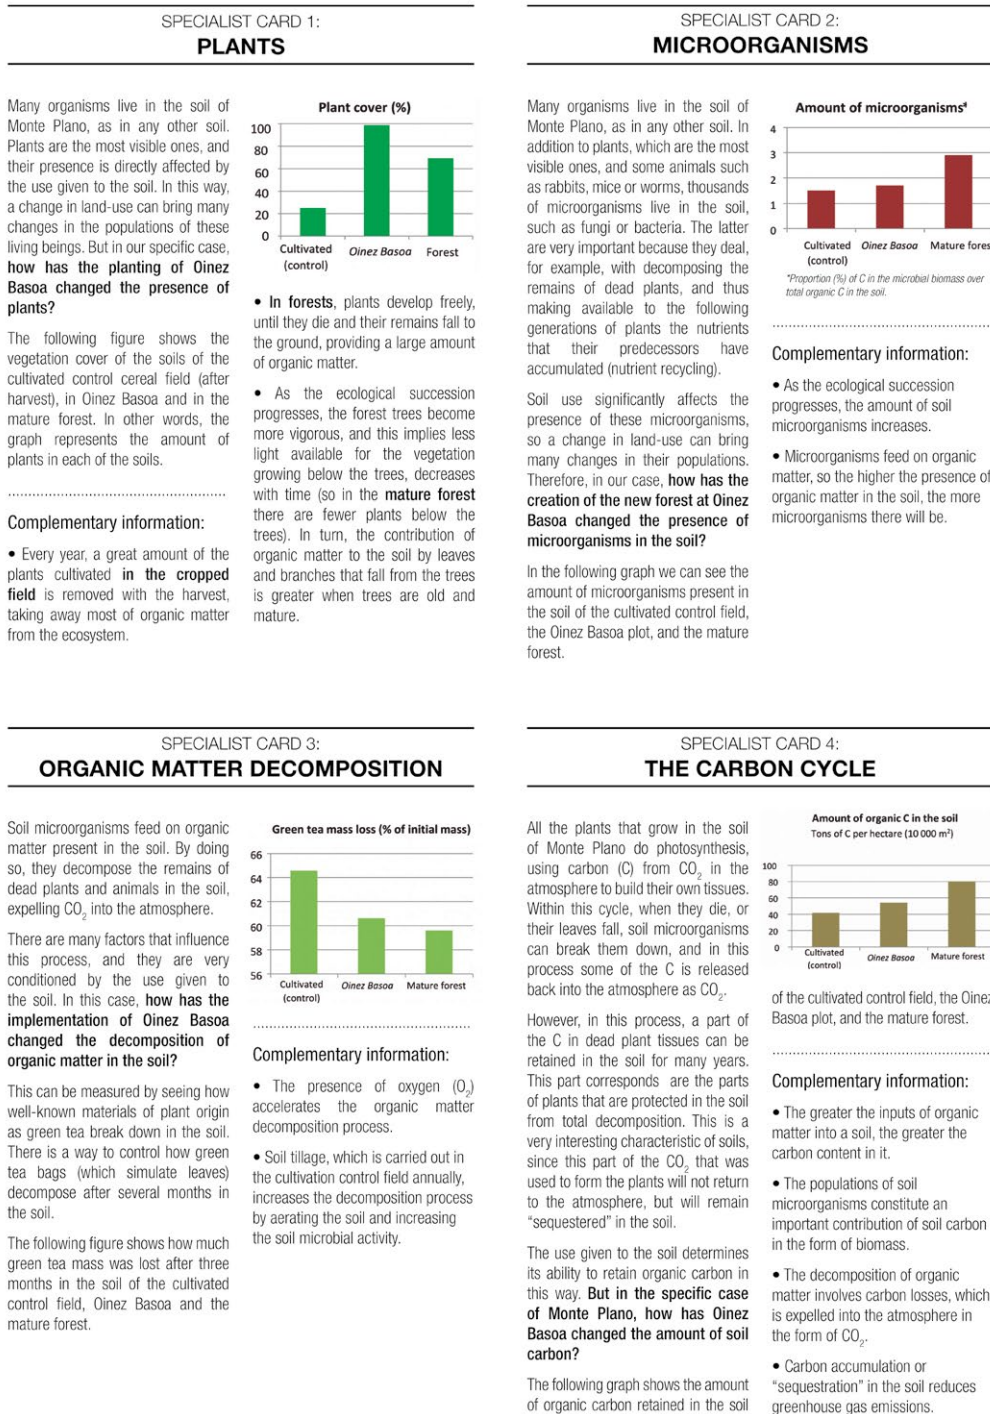 SPECIALIST CARD 1:
PLANTS
Many organisms live in the soil of
Monte Plano, as in any other soil.
Plants are the most visible ones, and
their presence is directly affected by
the use given to the soil. In this way,
a change in land-use can bring many
changes in the populations of these
living beings. But in our specific case,
how has the planting of Oinez
Basoa changed the presence of
plants?
The following figure shows the
vegetation cover of the soils of the
cultivated control cereal field (after
harvest), in Oinez Basoa and in the
mature forest. In other words, the
graph represents the amount of
plants in each of the soils.
Complementary information:
• Every year, a great amount of the
plants cultivated in the cropped
field is removed with the harvest,
taking away most of organic matter
from the ecosystem.
Plant cover (%)
100
80
60
40
20
0
Cultivated
(control)
Oinez Basoa
Forest
• In forests, plants develop freely,
until they die and their remains fall to
the ground, providing a large amount
of organic matter.
• As the ecological succession
progresses, the forest trees become
more vigorous, and this implies less
light available for the vegetation
growing below the trees, decreases
with time (so in the mature forest
there are fewer plants below the
trees). In turn, the contribution of
organic matter to the soil by leaves
and branches that fall from the trees
is greater when trees are old and
mature.
SPECIALIST CARD 2:
MICROORGANISMS
Many organisms live in the soil of
Monte Plano, as in any other soil. In
addition to plants, which are the most
visible ones, and some animals such
as rabbits, mice or worms, thousands
of microorganisms live in the soil,
such as fungi or bacteria. The latter
are very important because they deal,
for example, with decomposing the
remains of dead plants, and thus
making available to the following
generations of plants the nutrients
that their predecessors have
accumulated (nutrient recycling).
Soil use significantly affects the
presence of these microorganisms,
so a change in land-use can bring
many changes in their populations.
Therefore, in our case, how has the
creation of the new forest at Oinez
Basoa changed the presence of
microorganisms in the soil?
In the following graph we can see the
amount of microorganisms present in
the soil of the cultivated control field,
the Oinez Basoa plot, and the mature
forest.
Amount of microorganisms*
4
3
2
1
0
Cultivated
(control)
Oinez Basoa
Mature fores
*Proportion (%) of C in the microbial biomass over
total organic C in the soil.
Complementary information:
• As the ecological succession
progresses, the amount of soil
microorganisms increases.
• Microorganisms feed on organic
matter, so the higher the presence of
organic matter in the soil, the more
microorganisms there will be.
SPECIALIST CARD 3:
ORGANIC MATTER DECOMPOSITION
Soil microorganisms feed on organic
matter present in the soil. By doing
so, they decompose the remains of
dead plants and animals in the soil,
expelling CO₂ into the atmosphere.
There are many factors that influence
this process, and they are very
conditioned by the use given to
the soil. In this case, how has the
implementation of Oinez Basoa
changed the decomposition of
organic matter in the soil?
This can be measured by seeing how
well-known materials of plant origin
as green tea break down in the soil.
There is a way to control how green
tea bags (which simulate leaves)
decompose after several months in
the soil.
The following figure shows how much
green tea mass was lost after three
months in the soil of the cultivated
control field, Oinez Basoa and the
mature forest.
Green tea mass loss (% of initial mass)
66
64
62
60
58
56
Cultivated
(control)
Oinez Basoa
Mature forest
Complementary information:
• The presence of oxygen (O₂)
accelerates the organic matter
decomposition process.
• Soil tillage, which is carried out in
the cultivation control field annually,
increases the decomposition process
by aerating the soil and increasing
the soil microbial activity.
SPECIALIST CARD 4:
THE CARBON CYCLE
All the plants that grow in the soil
of Monte Plano do photosynthesis,
using carbon (C) from CO₂ in the
atmosphere to build their own tissues.
Within this cycle, when they die, or
their leaves fall, soil microorganisms
can break them down, and in this
process some of the C is released
back into the atmosphere as CO₂.
However, in this process, a part of
the C in dead plant tissues can be
retained in the soil for many years.
This part corresponds are the parts
of plants that are protected in the soil
from total decomposition. This is a
very interesting characteristic of soils,
since this part of the CO₂ that was
used to form the plants will not return
to the atmosphere, but will remain
“sequestered” in the soil.
The use given to the soil determines
its ability to retain organic carbon in
this way. But in the specific case
of Monte Plano, how has Oinez
Basoa changed the amount of soil
carbon?
The following graph shows the amount
of organic carbon retained in the soil
Amount of organic C in the soil
Tons of C per hectare (10 000 m²)
100
80
60
40
20
0
Cultivated
(control)
Oinez Basoa
Mature forest
of the cultivated control field, the Oinez
Basoa plot, and the mature forest.
Complementary information:
• The greater the inputs of organic
matter into a soil, the greater the
carbon content in it.
• The populations of soil
microorganisms constitute an
important contribution of soil carbon
in the form of biomass.
• The decomposition of organic
matter involves carbon losses, which
is expelled into the atmosphere in
the form of CO₂.
• Carbon accumulation or
“sequestration” in the soil reduces
greenhouse gas emissions.